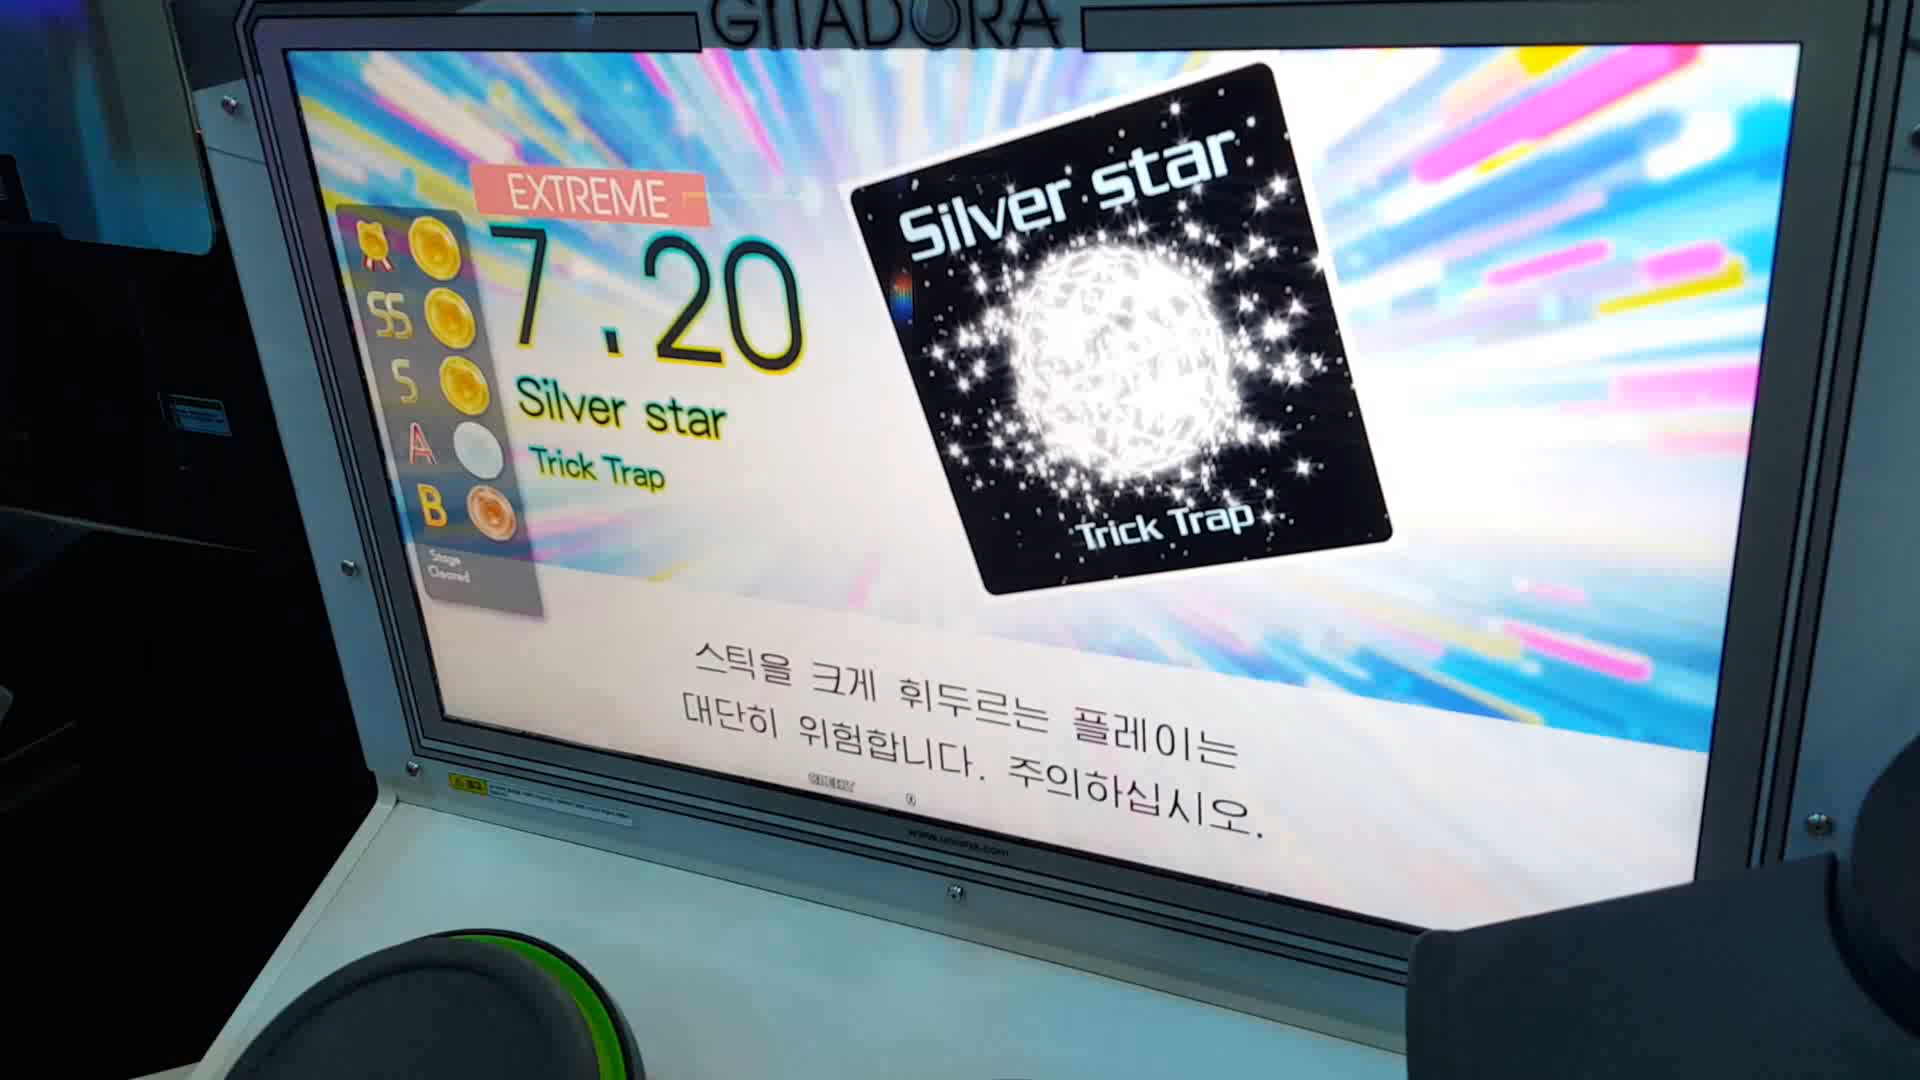 GITADORA
EXTREME
7.20
Silver star
Trick Trap
SS
S
A
B
Stage
Cleared
Silver star
Trick Trap
스틱을 크게 휘두르는 플레이는
대단히 위험합니다. 주의하십시오.
CREDIT 0